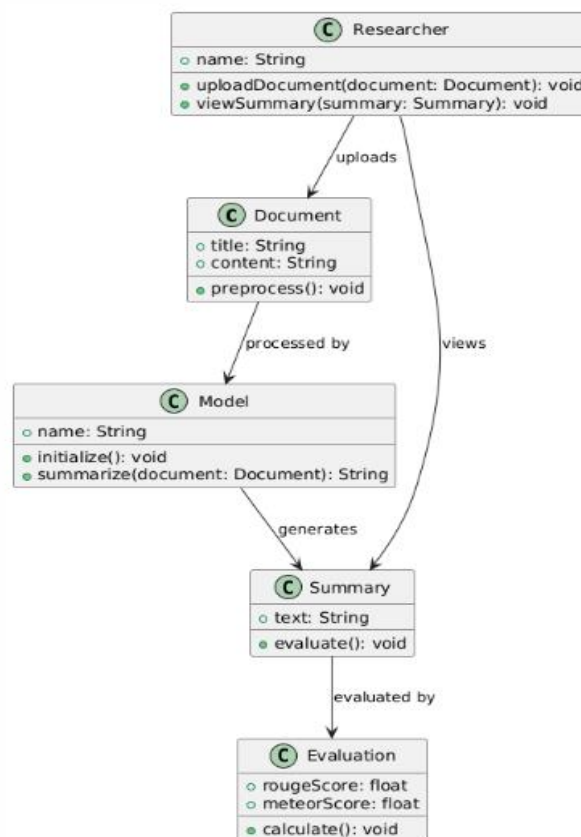 C Researcher
name: String
uploadDocument(document: Document): void
viewSummary(summary: Summary): void
uploads
C Document
title: String
content: String
preprocess(): void
processed by
views
C Model
name: String
initialize(): void
summarize(document: Document): String
generates
C Summary
text: String
evaluate(): void
evaluated by
C Evaluation
rougeScore: float
meteorScore: float
calculate(): void